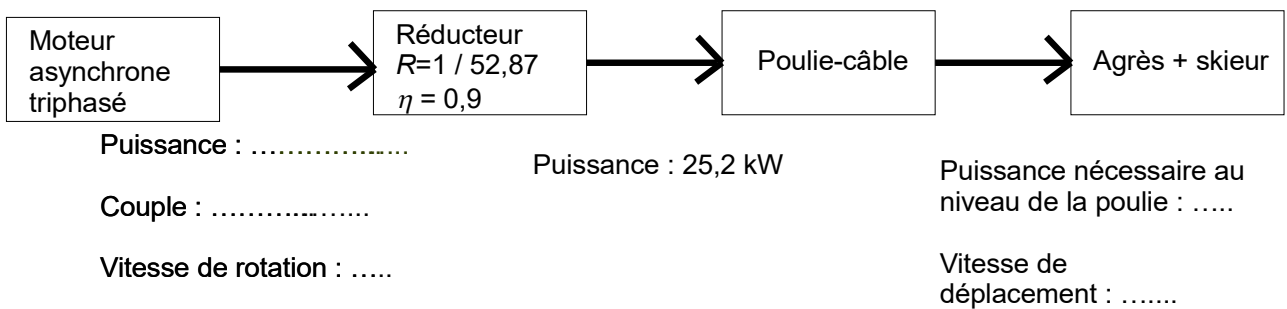 Moteur
asynchrone
triphasé
Réducteur
R=1 / 52,87
η = 0,9
Poulie-câble
Agrès + skieur
Puissance : ……………......
Couple : ………...…….
Vitesse de rotation : …..
Puissance : 25,2 kW
Puissance nécessaire au
niveau de la poulie : …..
Vitesse de
déplacement : …....